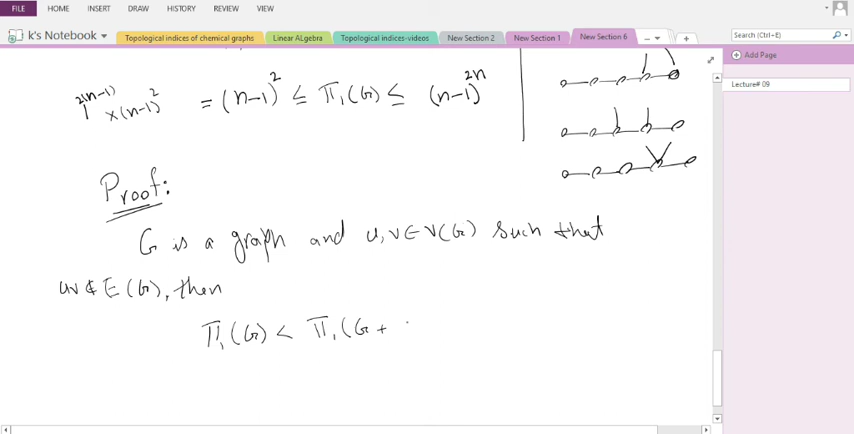 FILE HOME INSERT DRAW HISTORY REVIEW VIEW
k's Notebook Topological indices of chemical graphs Linear ALgebra Topological indices-videos New Section 2 New Section 1 New Section 6 Search (Ctrl+E)
Add Page
Lecture# 09
1^2(n-1) × (n-1)^2 = (n-1)^2 ≤ Π₁(G) ≤ (n-1)^2n
Proof:
G is a graph and u,v ∈ V(G) such that
uv ∉ E(G), then
Π₁(G) < Π₁(G +